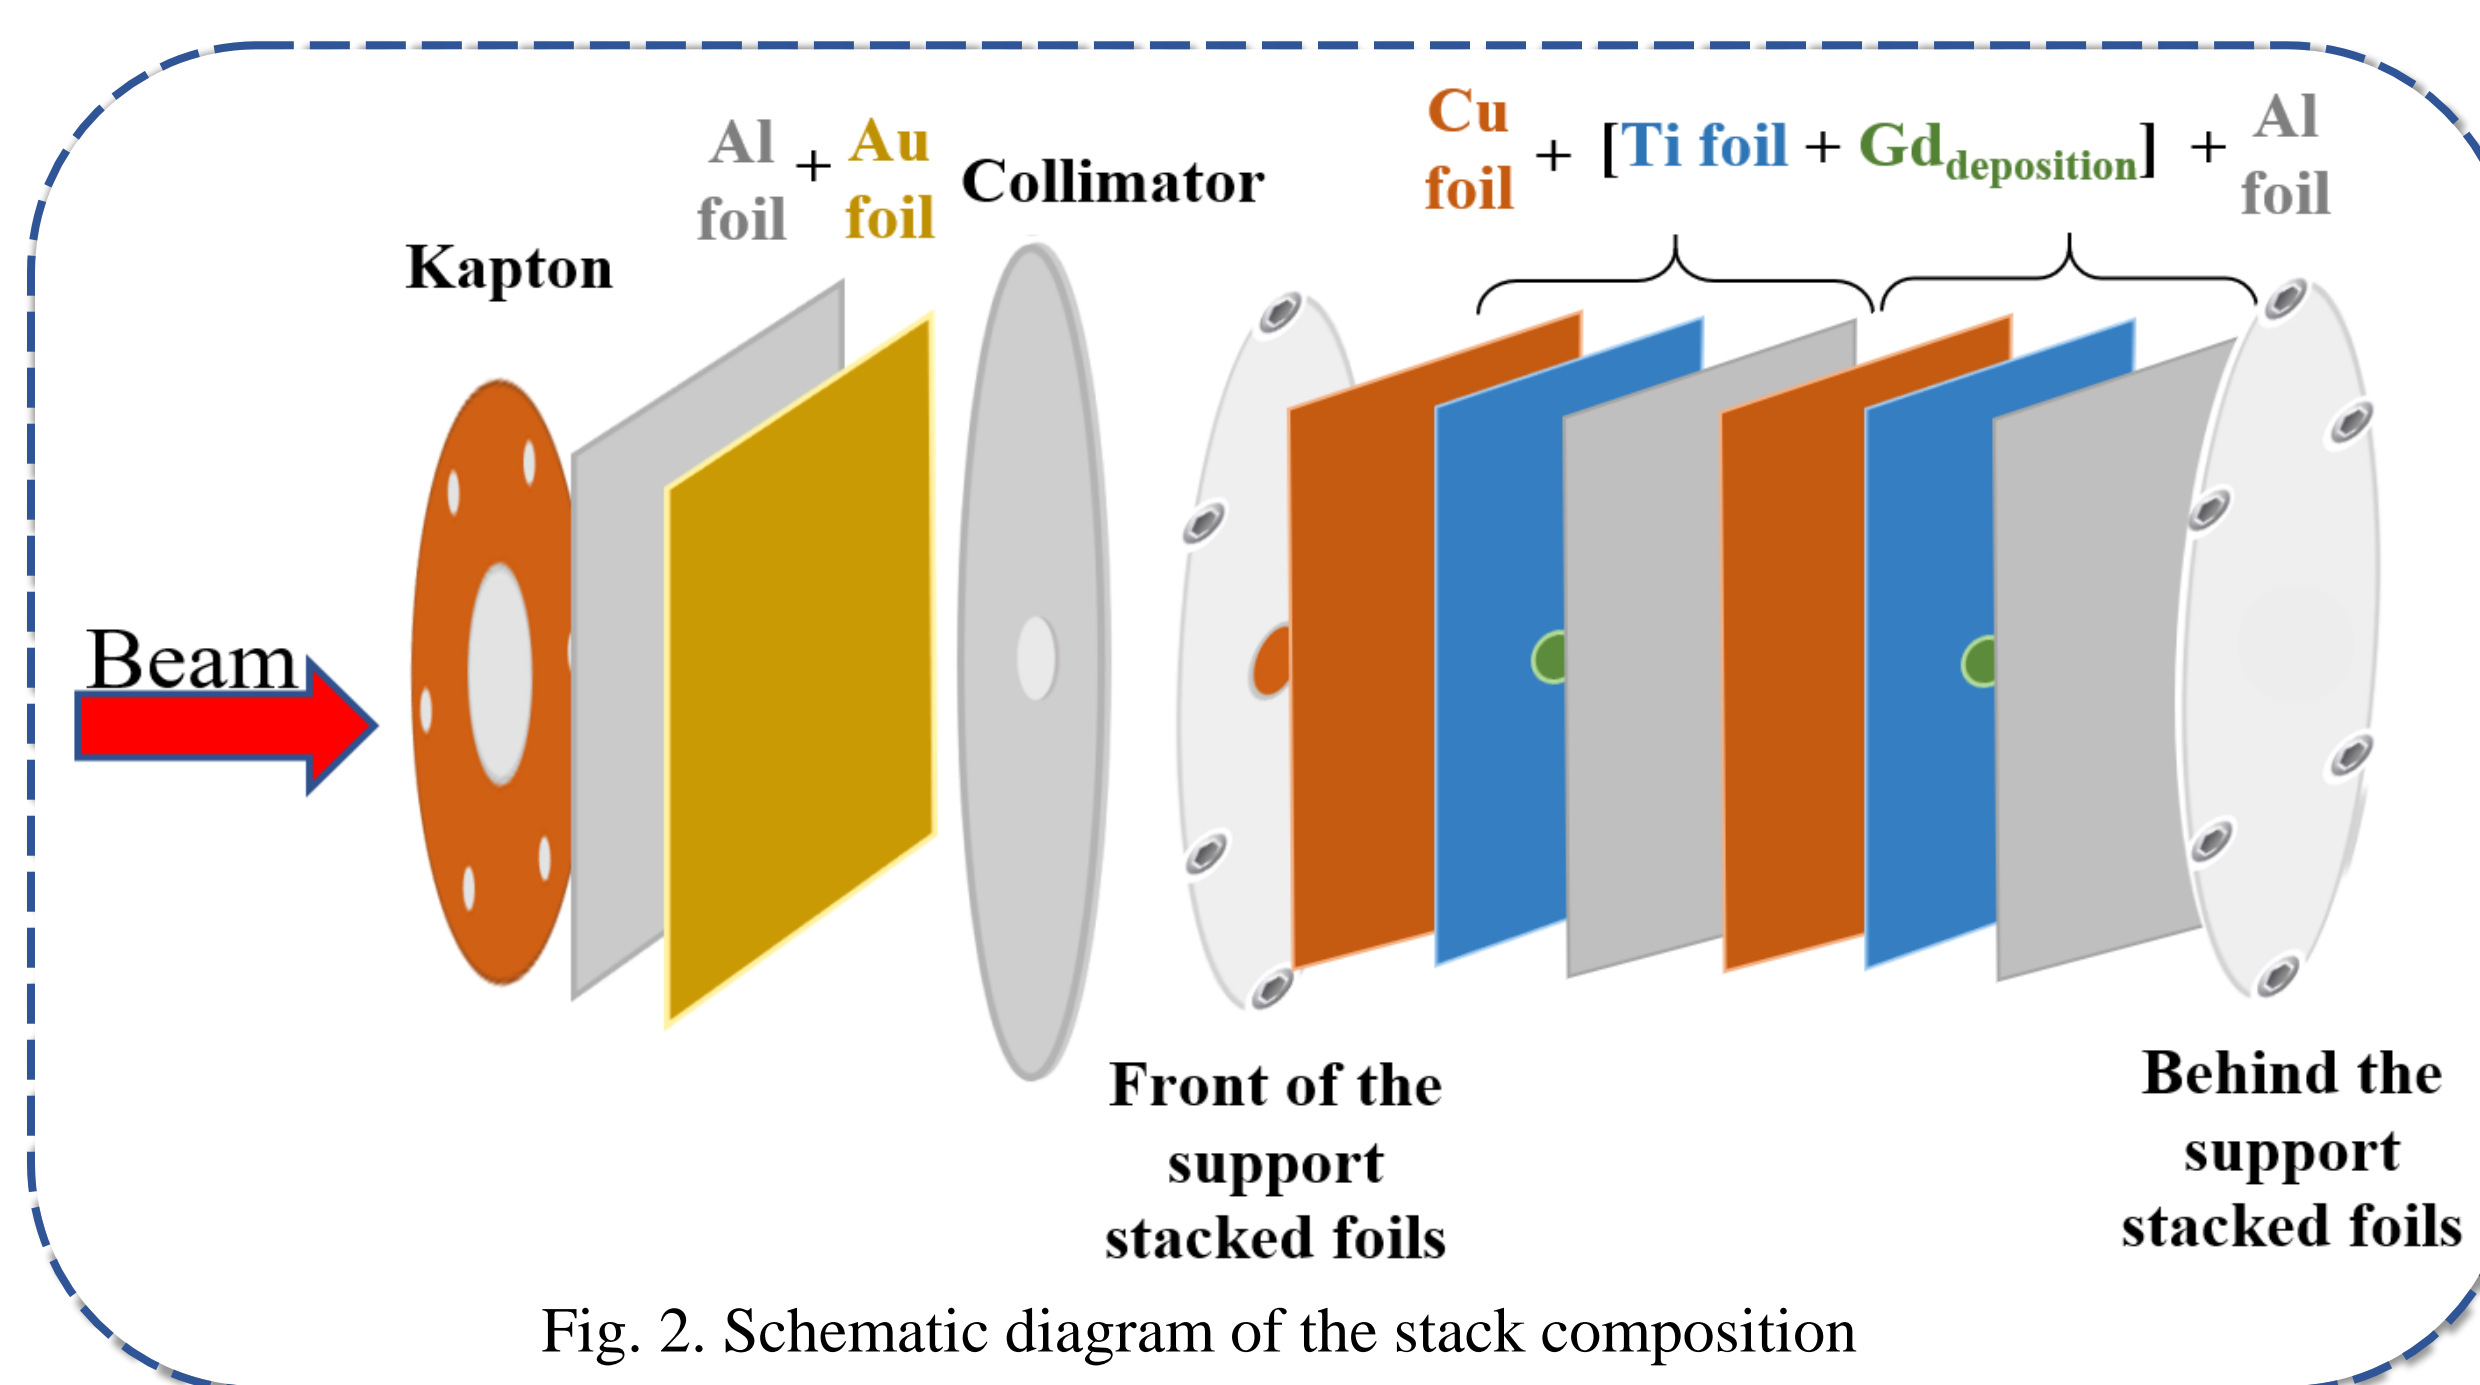 Beam
Kapton
Al + Au
foil foil
Collimator
Cu
foil + [Ti foil + Gd deposition] + Al
foil
Front of the
support
stacked foils
Behind the
support
stacked foils
Fig. 2. Schematic diagram of the stack composition